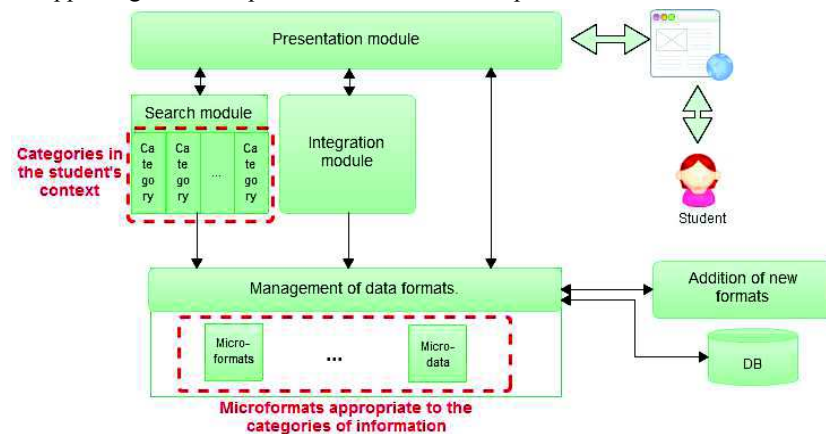 Presentation module
Search module
Ca
te
go
ry
Ca
te
go
ry
...
Ca
te
go
ry
Categories in
the student's
context
Integration
module
Student
Management of data formats.
Addition of new
formats
Micro-
formats
...
Micro-
data
DB
Microformats appropriate to the
categories of information